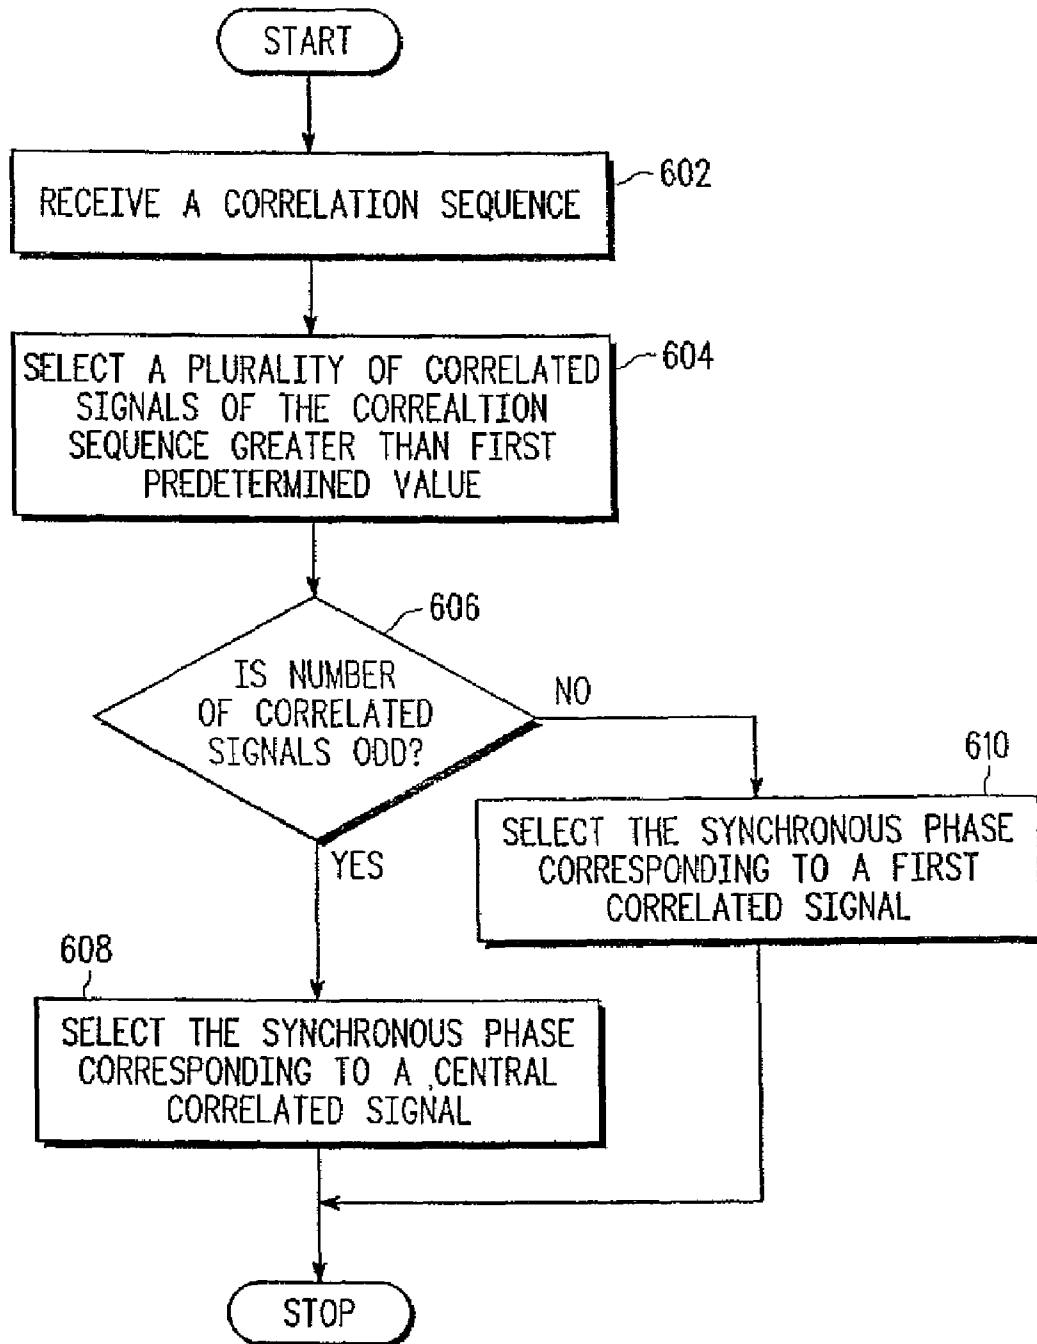 START
RECEIVE A CORRELATION SEQUENCE
602
SELECT A PLURALITY OF CORRELATED
SIGNALS OF THE CORREALTION
SEQUENCE GREATER THAN FIRST
PREDETERMINED VALUE
604
IS NUMBER
OF CORRELATED
SIGNALS ODD?
606
NO
YES
610
SELECT THE SYNCHRONOUS PHASE
CORRESPONDING TO A FIRST
CORRELATED SIGNAL
608
SELECT THE SYNCHRONOUS PHASE
CORRESPONDING TO A CENTRAL
CORRELATED SIGNAL
STOP